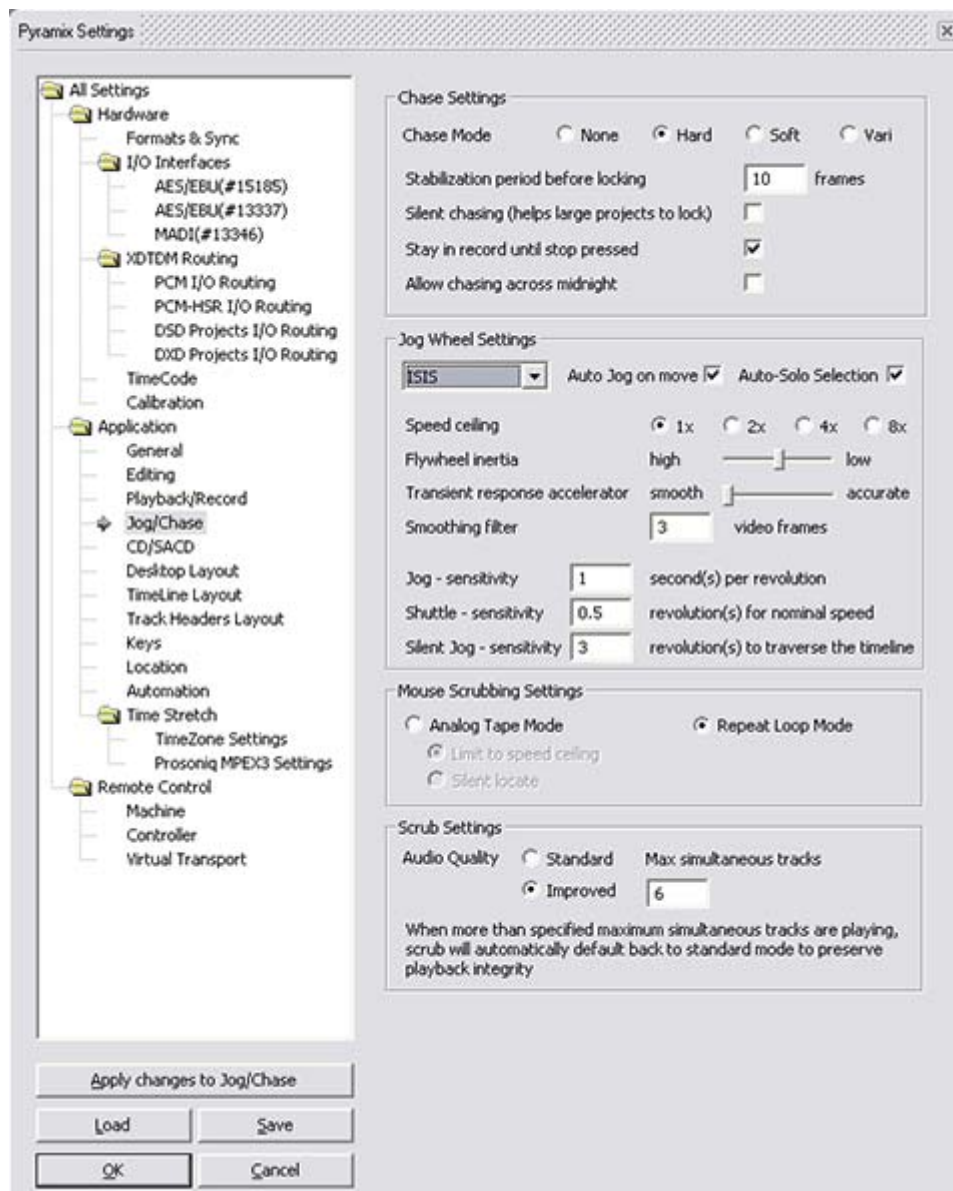 Pyramix Settings
All Settings
Hardware
Formats & Sync
I/O Interfaces
AES/EBU(#15185)
AES/EBU(#13337)
MADI(#13346)
XDTDM Routing
PCM I/O Routing
PCM-HSR I/O Routing
DSD Projects I/O Routing
DXD Projects I/O Routing
TimeCode
Calibration
Application
General
Editing
Playback/Record
Jog/Chase
CD/SACD
Desktop Layout
TimeLine Layout
Track Headers Layout
Keys
Location
Automation
Time Stretch
TimeZone Settings
Prosoniq MPEX3 Settings
Remote Control
Machine
Controller
Virtual Transport
Apply changes to Jog/Chase
Load Save
OK Cancel
Chase Settings
Chase Mode None Hard Soft Vari
Stabilization period before locking 10 frames
Silent chasing (helps large projects to lock)
Stay in record until stop pressed
Allow chasing across midnight
Jog Wheel Settings
ISIS Auto Jog on move Auto-Solo Selection
Speed ceiling 1x 2x 4x 8x
Flywheel inertia high low
Transient response accelerator smooth accurate
Smoothing filter 3 video frames
Jog - sensitivity 1 second(s) per revolution
Shuttle - sensitivity 0.5 revolution(s) for nominal speed
Silent Jog - sensitivity 3 revolution(s) to traverse the timeline
Mouse Scrubbing Settings
Analog Tape Mode Repeat Loop Mode
Limit to speed ceiling
Silent locate
Scrub Settings
Audio Quality Standard Max simultaneous tracks
Improved 6
When more than specified maximum simultaneous tracks are playing,
scrub will automatically default back to standard mode to preserve
playback integrity